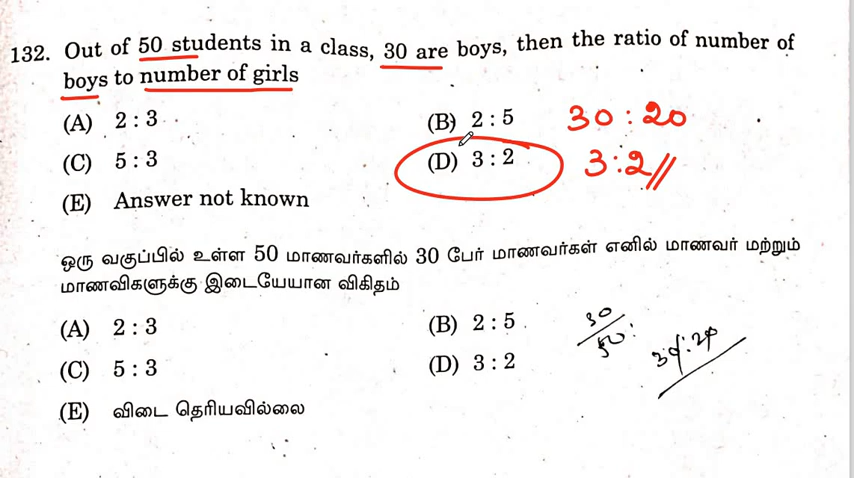 132. Out of 50 students in a class, 30 are boys, then the ratio of number of
boys to number of girls
(A) 2 : 3
(B) 2 : 5
30 : 20
(C) 5 : 3
(D) 3 : 2
3 : 2 //
(E) Answer not known
ஒரு வகுப்பில் உள்ள 50 மாணவர்களில் 30 பேர் மாணவர்கள் எனில் மாணவர் மற்றும்
மாணவிகளுக்கு இடையேயான விகிதம்
(A) 2 : 3
(B) 2 : 5
30
50 :
30 : 20
(C) 5 : 3
(D) 3 : 2
(E) விடை தெரியவில்லை